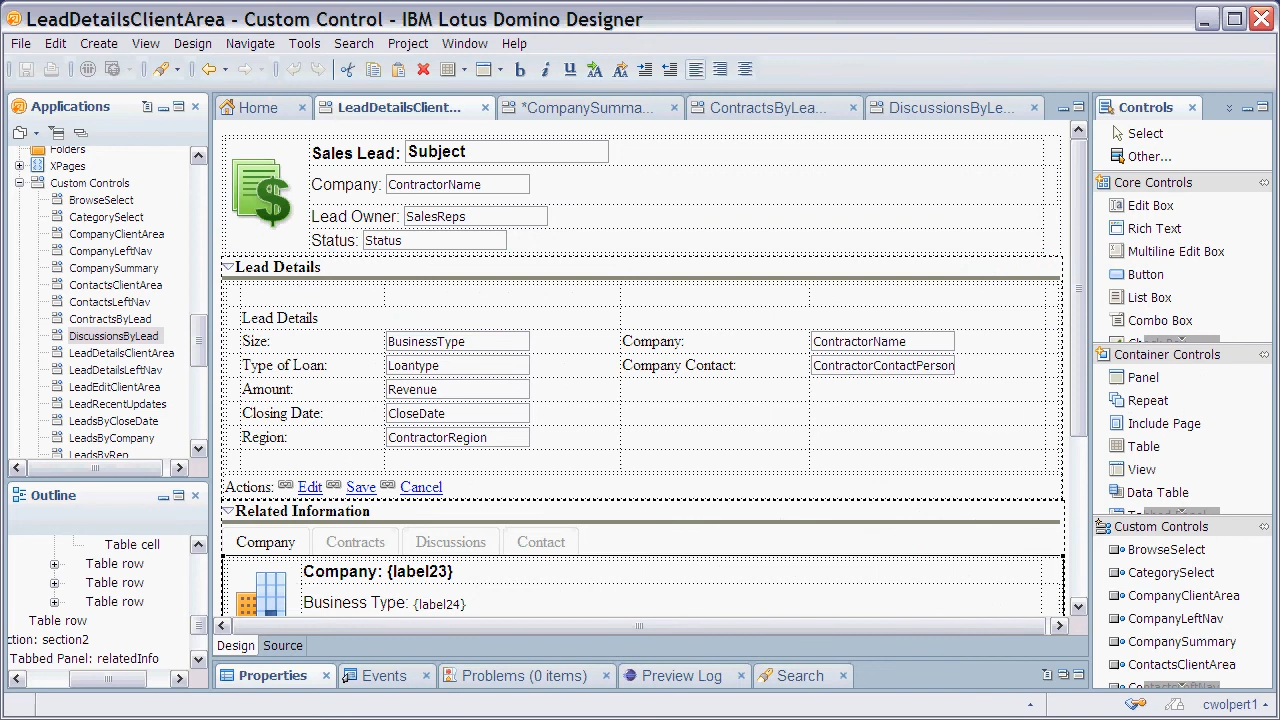 LeadDetailsClientArea - Custom Control - IBM Lotus Domino Designer
File Edit Create View Design Navigate Tools Search Project Window Help
Applications
Folders
XPages
Custom Controls
BrowseSelect
CategorySelect
CompanyClientArea
CompanyLeftNav
CompanySummary
ContactsClientArea
ContactsLeftNav
ContractsByLead
DiscussionsByLead
LeadDetailsClientArea
LeadDetailsLeftNav
LeadEditClientArea
LeadRecentUpdates
LeadsByCloseDate
LeadsByCompany
LeadsByRep
Outline
Table cell
Table row
Table row
Table row
Table row
ction: section2
Tabbed Panel: relatedInfo
Home LeadDetailsClient... *CompanySumma... ContractsByLea... DiscussionsByLe...
Sales Lead: Subject
Company: ContractorName
Lead Owner: SalesReps
Status: Status
Lead Details
Lead Details
Size: BusinessType Company: ContractorName
Type of Loan: Loantype Company Contact: ContractorContactPerson
Amount: Revenue
Closing Date: CloseDate
Region: ContractorRegion
Actions: Edit Save Cancel
Related Information
Company Contracts Discussions Contact
Company: {label23}
Business Type: {label24}
Design Source
Properties Events Problems (0 items) Preview Log Search
Controls
Select
Other...
Core Controls
Edit Box
Rich Text
Multiline Edit Box
Button
List Box
Combo Box
Container Controls
Panel
Repeat
Include Page
Table
View
Data Table
Custom Controls
BrowseSelect
CategorySelect
CompanyClientArea
CompanyLeftNav
CompanySummary
ContactsClientArea
cwolpert1